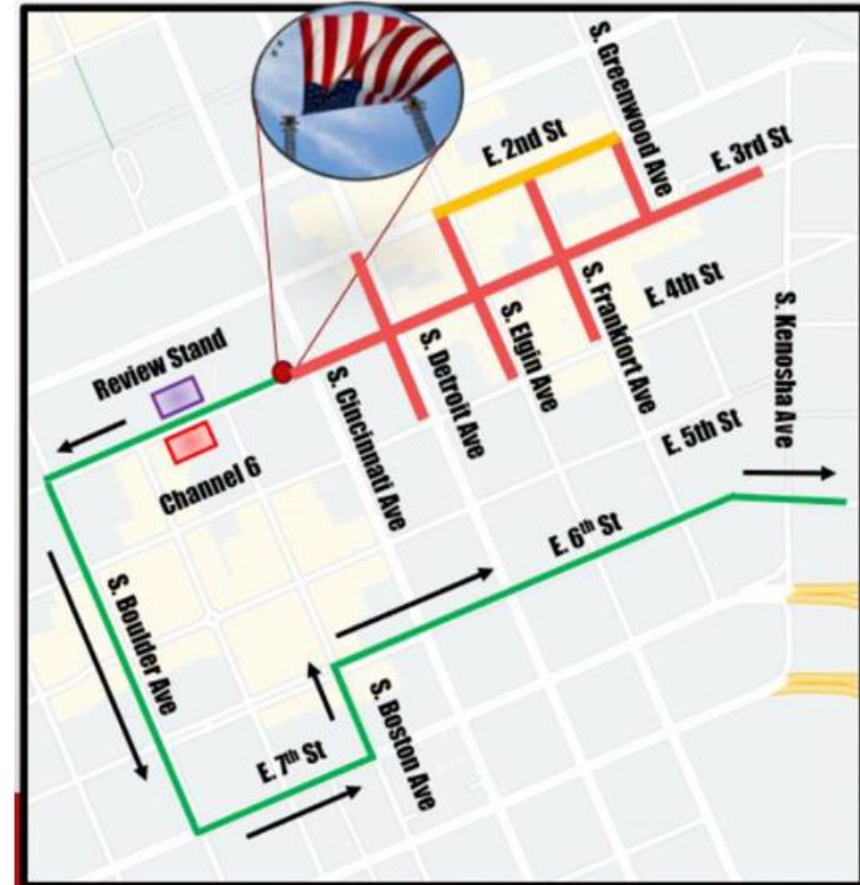 S. Greenwood Ave
E. 2nd St
E. 3rd St
E. 4th St
S. Kenosha Ave
S. Frankfort Ave
S. Elgin Ave
S. Detroit Ave
S. Cincinnati Ave
Review Stand
Channel 6
E. 5th St
E. 6th St
S. Boulder Ave
S. Boston Ave
E. 7th St